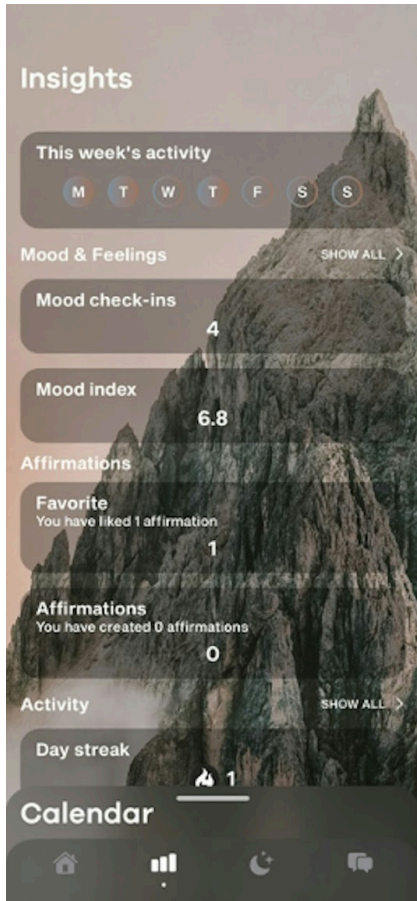 Insights
This week's activity
M T W T F S S
Mood & Feelings SHOW ALL >
Mood check-ins
4
Mood index
6.8
Affirmations
Favorite
You have liked 1 affirmation
1
Affirmations
You have created 0 affirmations
0
Activity SHOW ALL >
Day streak
1
Calendar